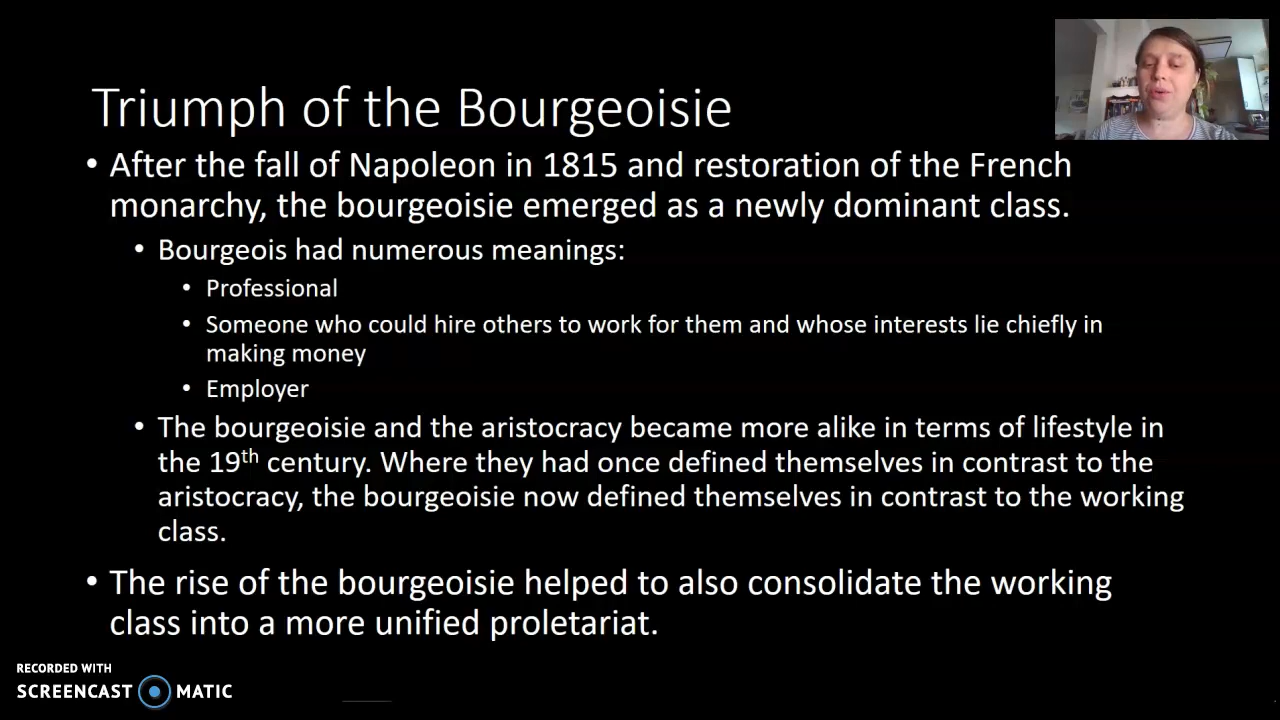 Triumph of the Bourgeoisie
• After the fall of Napoleon in 1815 and restoration of the French
monarchy, the bourgeoisie emerged as a newly dominant class.
• Bourgeois had numerous meanings:
• Professional
• Someone who could hire others to work for them and whose interests lie chiefly in
making money
• Employer
• The bourgeoisie and the aristocracy became more alike in terms of lifestyle in
the 19th century. Where they had once defined themselves in contrast to the
aristocracy, the bourgeoisie now defined themselves in contrast to the working
class.
• The rise of the bourgeoisie helped to also consolidate the working
class into a more unified proletariat.
RECORDED WITH
SCREENCAST MATIC